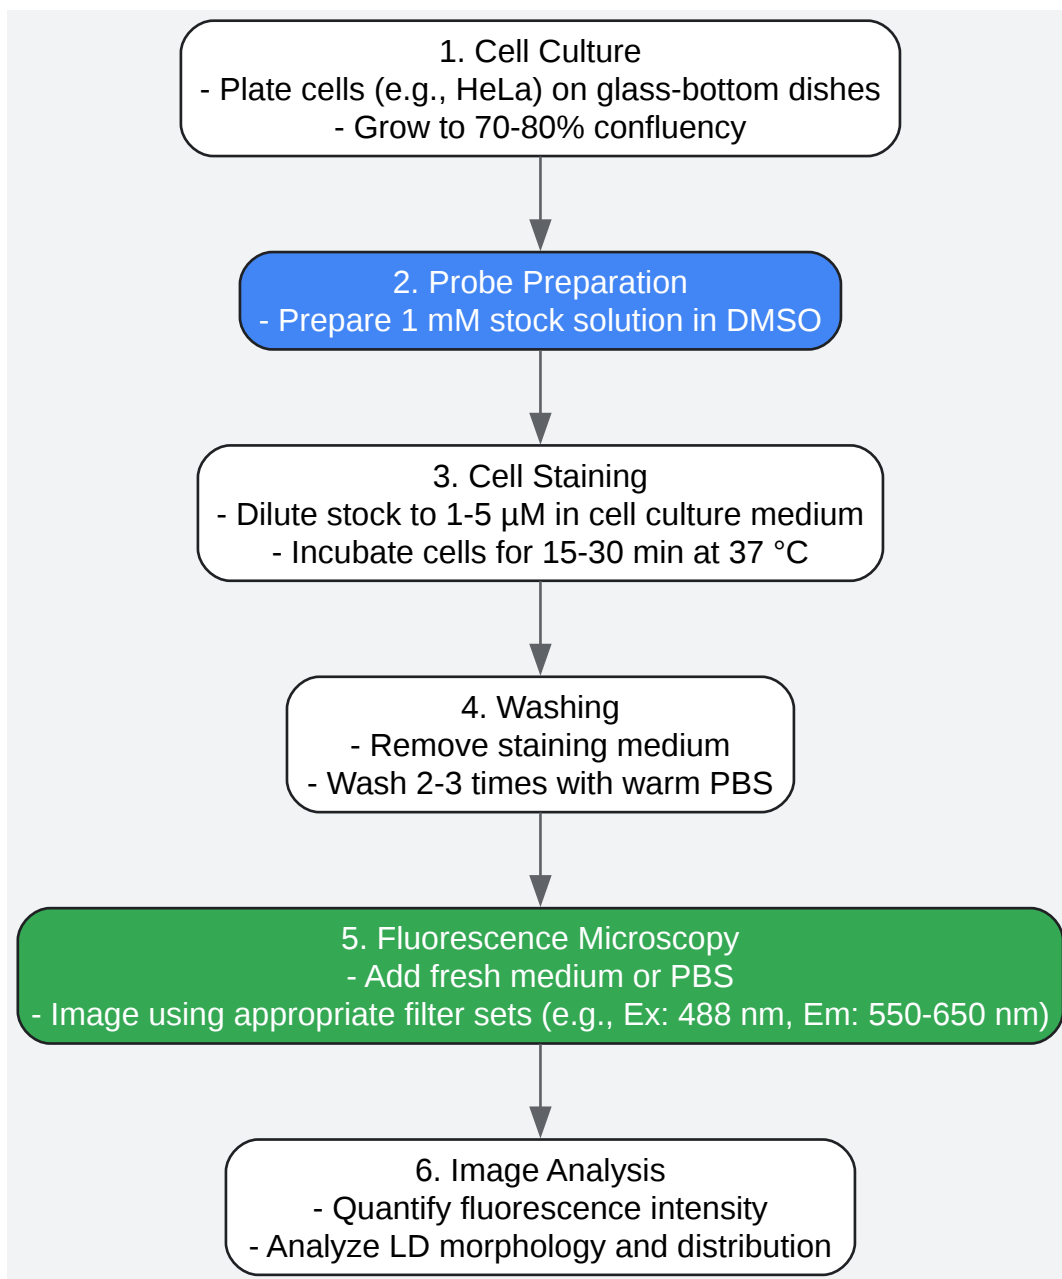 1. Cell Culture
- Plate cells (e.g., HeLa) on glass-bottom dishes
- Grow to 70-80% confluency
2. Probe Preparation
- Prepare 1 mM stock solution in DMSO
3. Cell Staining
- Dilute stock to 1-5 µM in cell culture medium
- Incubate cells for 15-30 min at 37 °C
4. Washing
- Remove staining medium
- Wash 2-3 times with warm PBS
5. Fluorescence Microscopy
- Add fresh medium or PBS
- Image using appropriate filter sets (e.g., Ex: 488 nm, Em: 550-650 nm)
6. Image Analysis
- Quantify fluorescence intensity
- Analyze LD morphology and distribution